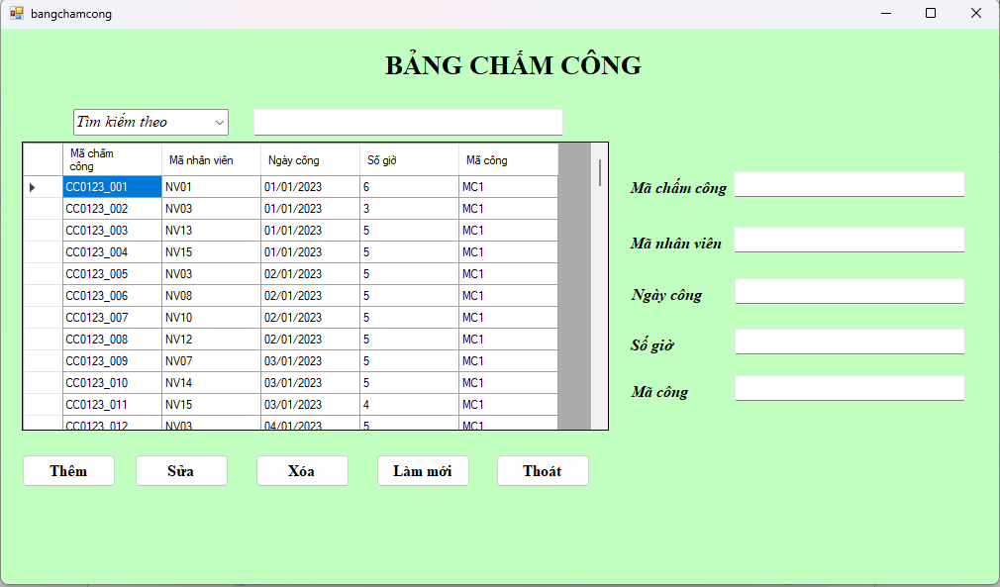 bangchamcong
BẢNG CHẤM CÔNG
Tìm kiếm theo
Mã chấm công Mã nhân viên Ngày công Số giờ Mã công
CC0123_001 NV01 01/01/2023 6 MC1
CC0123_002 NV03 01/01/2023 3 MC1
CC0123_003 NV13 01/01/2023 5 MC1
CC0123_004 NV15 01/01/2023 5 MC1
CC0123_005 NV03 02/01/2023 5 MC1
CC0123_006 NV08 02/01/2023 5 MC1
CC0123_007 NV10 02/01/2023 5 MC1
CC0123_008 NV12 02/01/2023 5 MC1
CC0123_009 NV07 03/01/2023 5 MC1
CC0123_010 NV14 03/01/2023 5 MC1
CC0123_011 NV15 03/01/2023 4 MC1
CC0123_012 NV03 04/01/2023 5 MC1
Mã chấm công
Mã nhân viên
Ngày công
Số giờ
Mã công
Thêm Sửa Xóa Làm mới Thoát